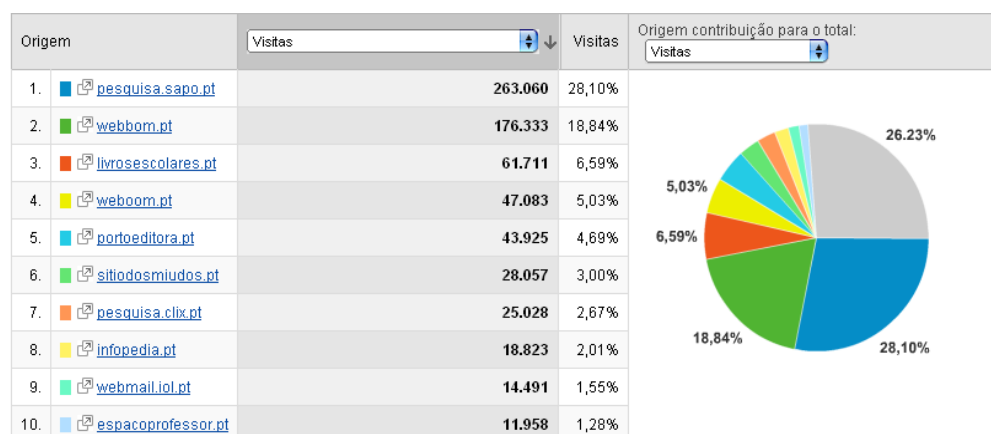 Origem Visitas Visitas Origem contribuição para o total:
Visitas
1. pesquisa.sapo.pt 263.060 28,10%
2. webbom.pt 176.333 18,84%
3. livrosescolares.pt 61.711 6,59%
4. weboom.pt 47.083 5,03%
5. portoeditora.pt 43.925 4,69%
6. sitiodosmiudos.pt 28.057 3,00%
7. pesquisa.clix.pt 25.028 2,67%
8. infopedia.pt 18.823 2,01%
9. webmail.iol.pt 14.491 1,55%
10. espacoprofessor.pt 11.958 1,28%
26.23%
5,03%
6,59%
18,84%
28,10%